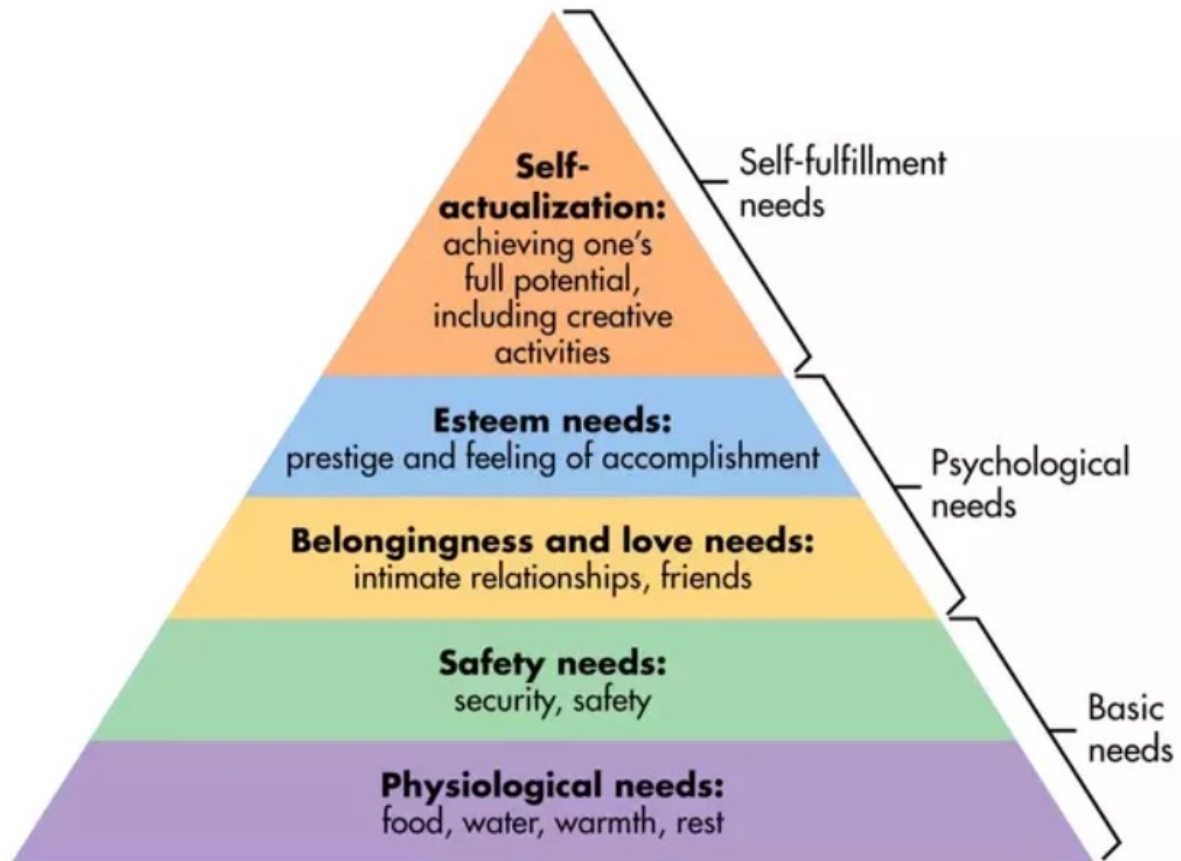 Self-
actualization:
achieving one's
full potential,
including creative
activities
Self-fulfillment
needs
Esteem needs:
prestige and feeling of accomplishment
Psychological
needs
Belongingness and love needs:
intimate relationships, friends
Safety needs:
security, safety
Basic
needs
Physiological needs:
food, water, warmth, rest